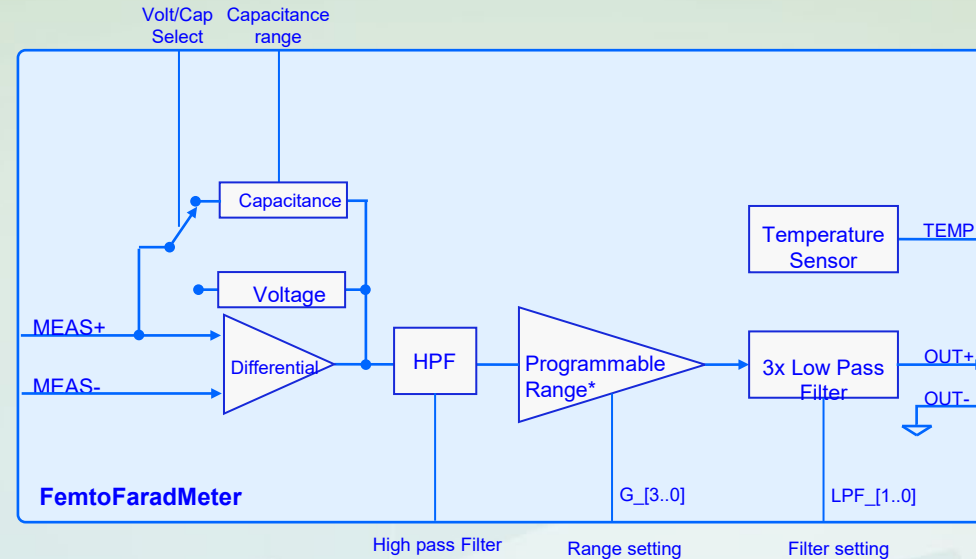 Volt/Cap
Select
Capacitance
range
Capacitance
Voltage
MEAS+
MEAS-
Differential
HPF
Programmable
Range*
Temperature
Sensor
TEMP
3x Low Pass
Filter
OUT+
OUT-
FemtoFaradMeter
G_[3..0]
LPF_[1..0]
High pass Filter
Range setting
Filter setting